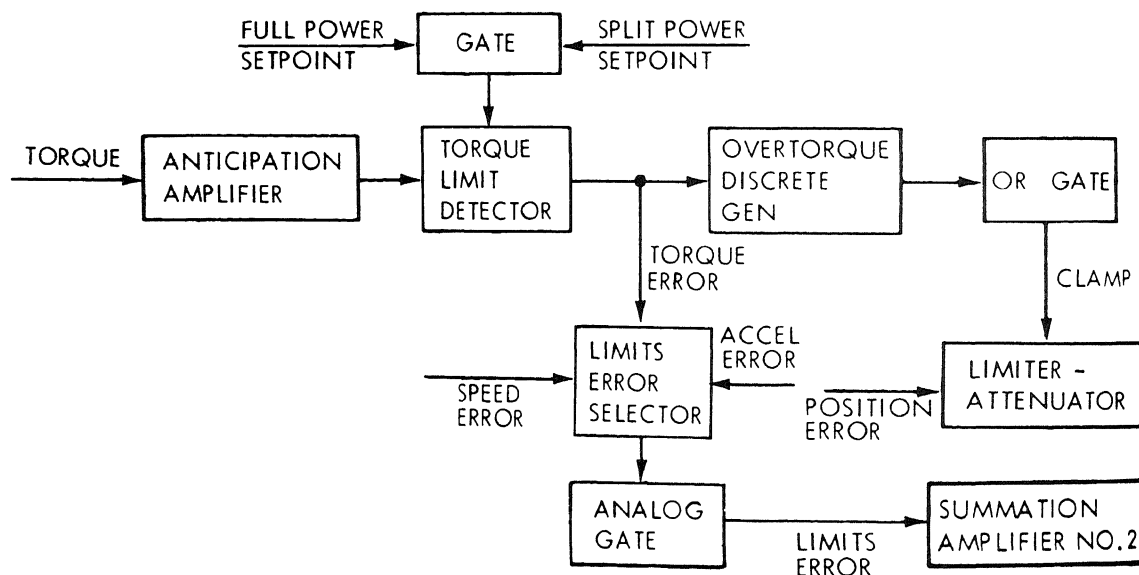 FULL POWER
SETPOINT
GATE
SPLIT POWER
SETPOINT
TORQUE
ANTICIPATION
AMPLIFIER
TORQUE
LIMIT
DETECTOR
OVERTORQUE
DISCRETE
GEN
OR GATE
TORQUE
ERROR
CLAMP
SPEED
ERROR
LIMITS
ERROR
SELECTOR
ACCEL
ERROR
POSITION
ERROR
LIMITER -
ATTENUATOR
ANALOG
GATE
LIMITS
ERROR
SUMMATION
AMPLIFIER NO.2